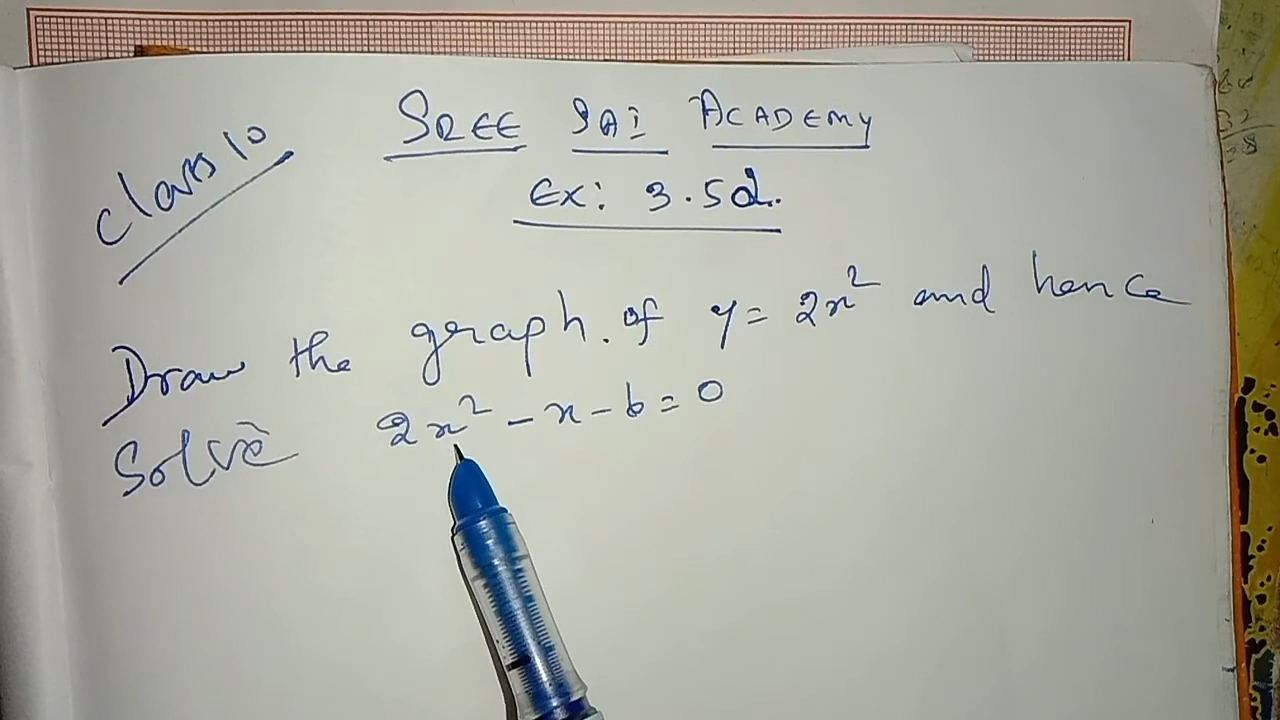 SREE SAI ACADEMY
Class 10
Ex: 3.52.
Draw the graph. of y = 2x² and hence
Solve 2x² - x - 6 = 0
32